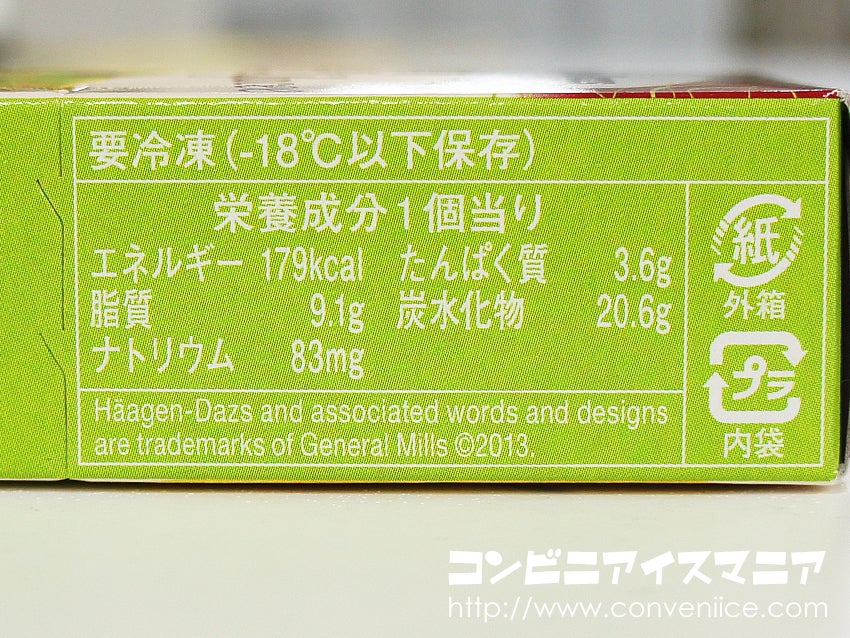 要冷凍(-18℃以下保存)
栄養成分1個当り
エネルギー 179kcal たんぱく質 3.6g
脂質 9.1g 炭水化物 20.6g
ナトリウム 83mg
Häagen-Dazs and associated words and designs
are trademarks of General Mills ©2013.
紙
外箱
プラ
内袋
コンビニアイスマニア
http://www.conveniice.com